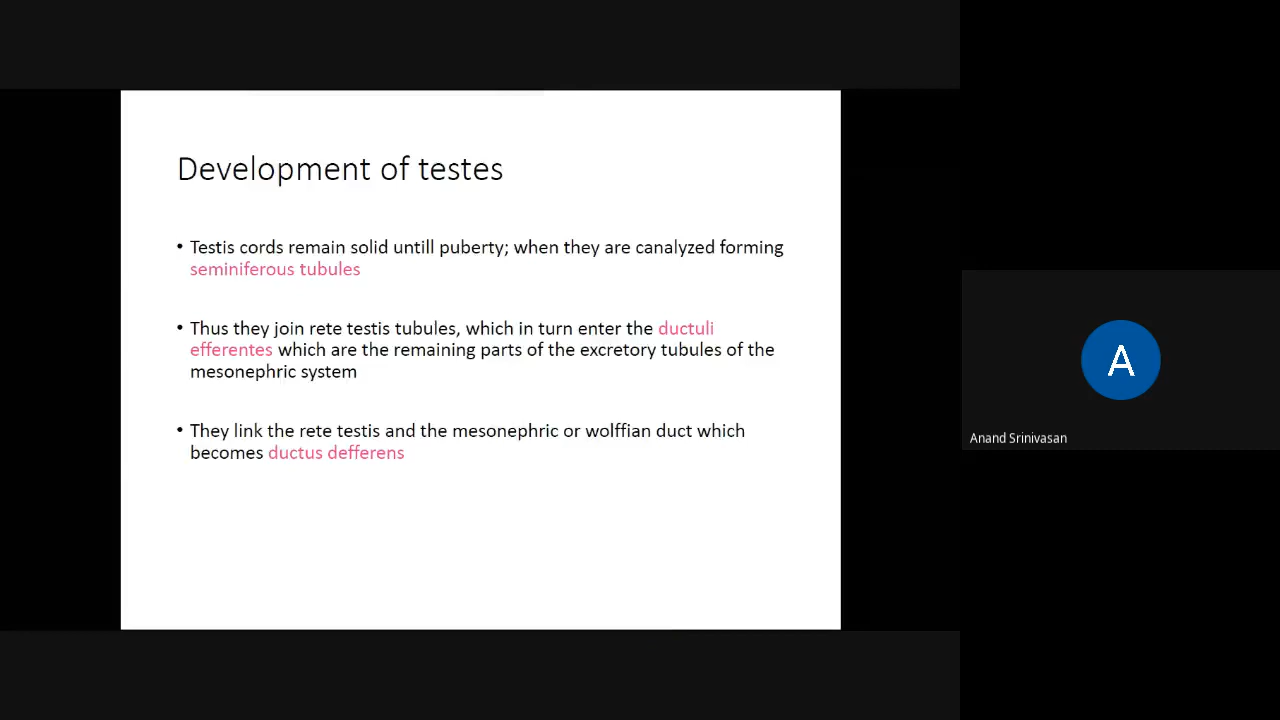 Development of testes
• Testis cords remain solid untill puberty; when they are canalyzed forming
seminiferous tubules
• Thus they join rete testis tubules, which in turn enter the ductuli
efferentes which are the remaining parts of the excretory tubules of the
mesonephric system
• They link the rete testis and the mesonephric or wolffian duct which
becomes ductus defferens
A
Anand Srinivasan